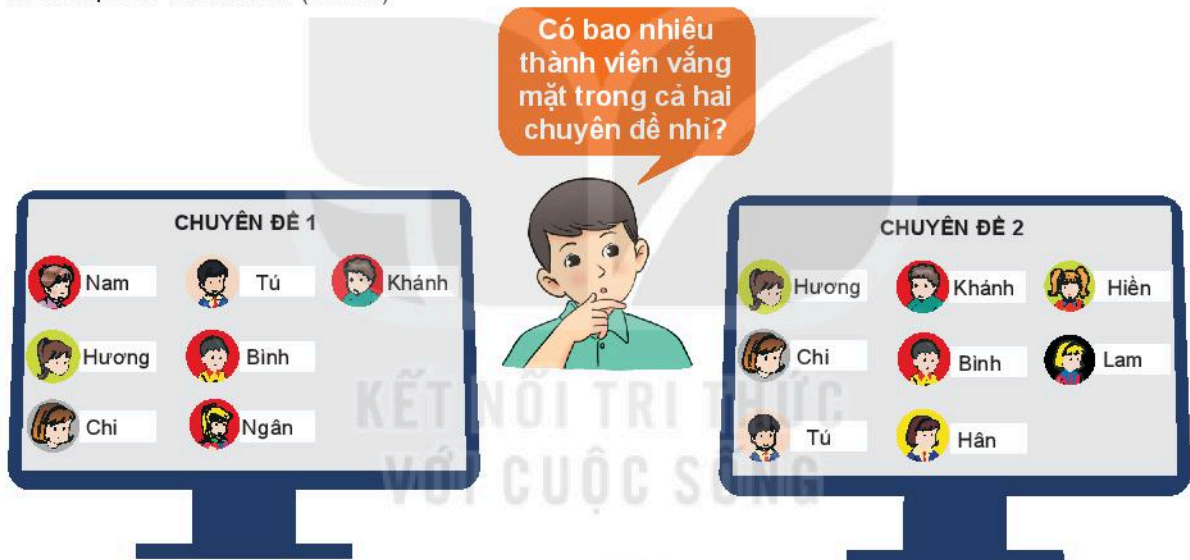 Có bao nhiêu
thành viên vắng
mặt trong cả hai
chuyên đề nhỉ?
CHUYÊN ĐỀ 1
Nam Tú Khánh
Hương Bình
Chi Ngân
CHUYÊN ĐỀ 2
Hương Khánh Hiền
Chi Bình Lam
Tú Hân
KẾT NỐI TRI THỨC
VỚI CUỘC SỐNG